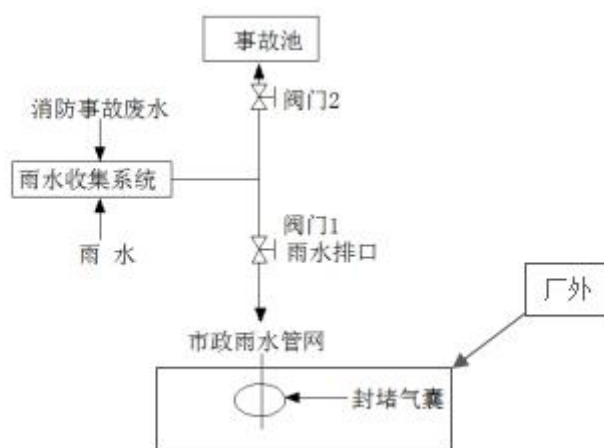 事故池
阀门2
消防事故废水
雨水收集系统
雨 水
阀门1
雨水排口
厂外
市政雨水管网
封堵气囊